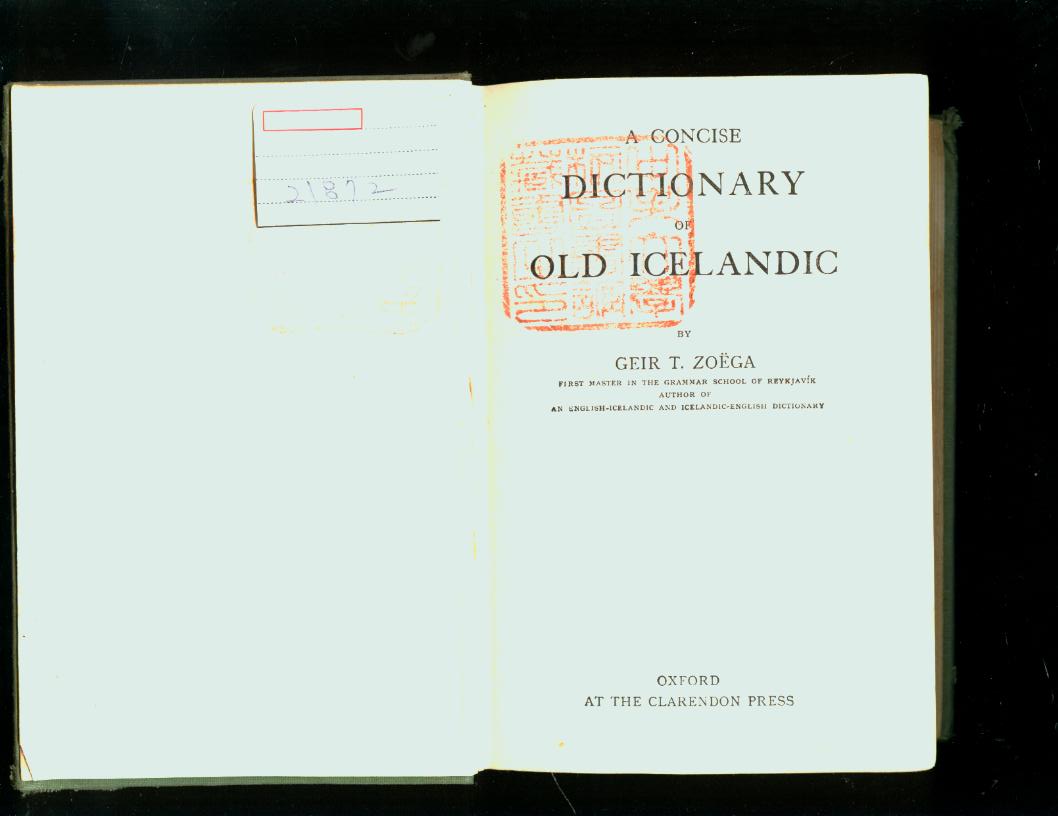 21872
A CONCISE
DICTIONARY
OF
OLD ICELANDIC
BY
GEIR T. ZOËGA
FIRST MASTER IN THE GRAMMAR SCHOOL OF REYKJAVÍK
AUTHOR OF
AN ENGLISH-ICELANDIC AND ICELANDIC-ENGLISH DICTIONARY
OXFORD
AT THE CLARENDON PRESS